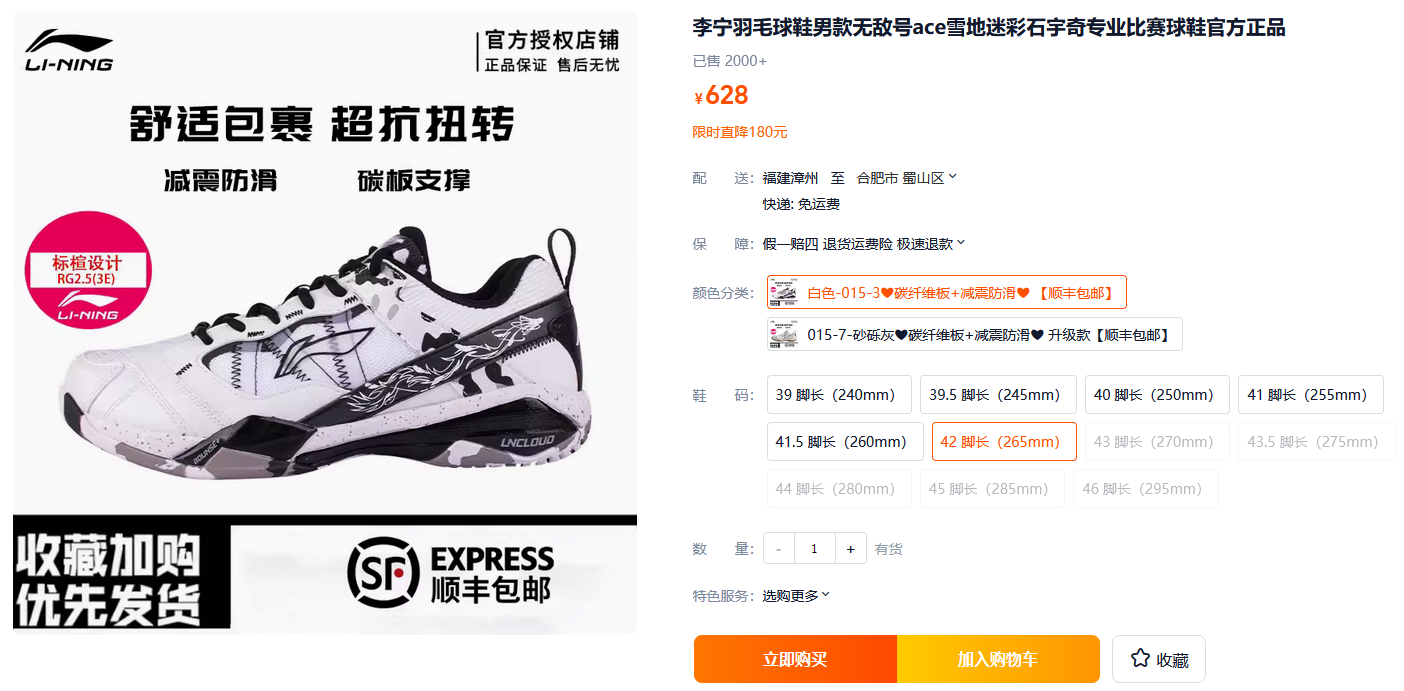 LI-NING
官方授权店铺
正品保证 售后无忧
舒适包裹 超抗扭转
减震防滑 碳板支撑
标楦设计
RG2.5(3E)
LI-NING
BOUNSE+
LNCLOUD
收藏加购
优先发货
SF
EXPRESS
顺丰包邮
李宁羽毛球鞋男款无敌号ace雪地迷彩石宇奇专业比赛球鞋官方正品
已售 2000+
¥628
限时直降180元
配 送: 福建漳州 至 合肥市 蜀山区
快递: 免运费
保 障: 假一赔四 退货运费险 极速退款
颜色分类: 白色-015-3♥碳纤维板+减震防滑♥ 【顺丰包邮】
015-7-砂砾灰♥碳纤维板+减震防滑♥ 升级款【顺丰包邮】
鞋 码: 39 脚长（240mm） 39.5 脚长（245mm） 40 脚长（250mm） 41 脚长（255mm）
41.5 脚长（260mm） 42 脚长（265mm） 43 脚长（270mm） 43.5 脚长（275mm）
44 脚长（280mm） 45 脚长（285mm） 46 脚长（295mm）
数 量: - 1 + 有货
特色服务: 选购更多
立即购买 加入购物车 收藏